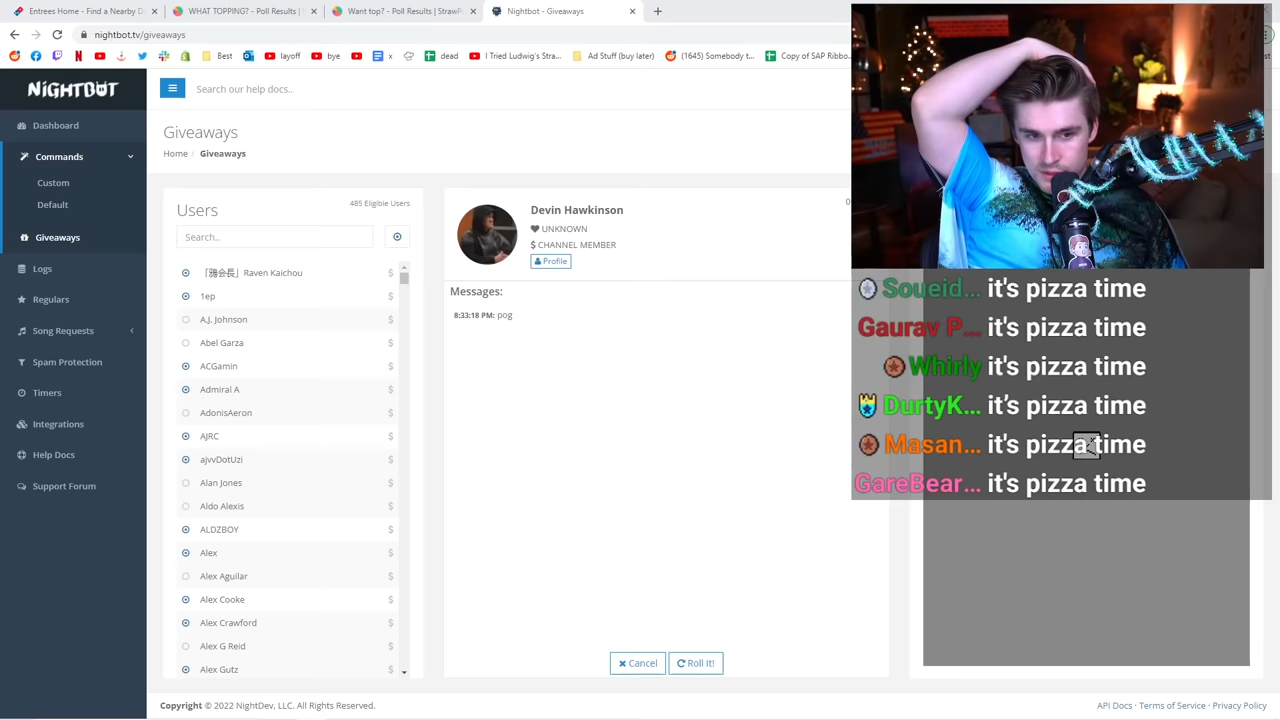 Entrees Home - Find a Nearby D
WHAT TOPPING? - Poll Results |
Want top? - Poll Results | Straw
Nightbot - Giveaways
nightbot.tv/giveaways
Best
layoff
bye
x
dead
I Tried Ludwig's Stra...
Ad Stuff (buy later)
(1645) Somebody t...
Copy of SAP Ribbo...
NIGHTBOT
Search our help docs..
Dashboard
Commands
Custom
Default
Giveaways
Logs
Regulars
Song Requests
Spam Protection
Timers
Integrations
Help Docs
Support Forum
Giveaways
Home / Giveaways
Users
485 Eligible Users
Search..
Raven Kaichou
1ep
A.J. Johnson
Abel Garza
ACGamin
Admiral A
AdonisAeron
AJRC
ajvvDotUzi
Alan Jones
Aldo Alexis
ALDZBOY
Alex
Alex Aguilar
Alex Cooke
Alex Crawford
Alex G Reid
Alex Gutz
Devin Hawkinson
UNKNOWN
$ CHANNEL MEMBER
Profile
Messages:
8:33:18 PM: pog
Cancel
Roll It!
Soueid... it's pizza time
Gaurav P... it's pizza time
Whirly it's pizza time
DurtyK... it’s pizza time
Masan... it's pizza time
GareBear... it's pizza time
Copyright © 2022 NightDev, LLC. All Rights Reserved.
API Docs · Terms of Service · Privacy Policy